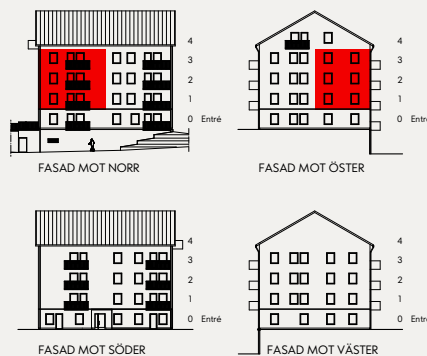 4
3
2
1
0 Entré
FASAD MOT NORR
4
3
2
1
0 Entré
FASAD MOT ÖSTER
4
3
2
1
0 Entré
FASAD MOT SÖDER
4
3
2
1
0 Entré
FASAD MOT VÄSTER